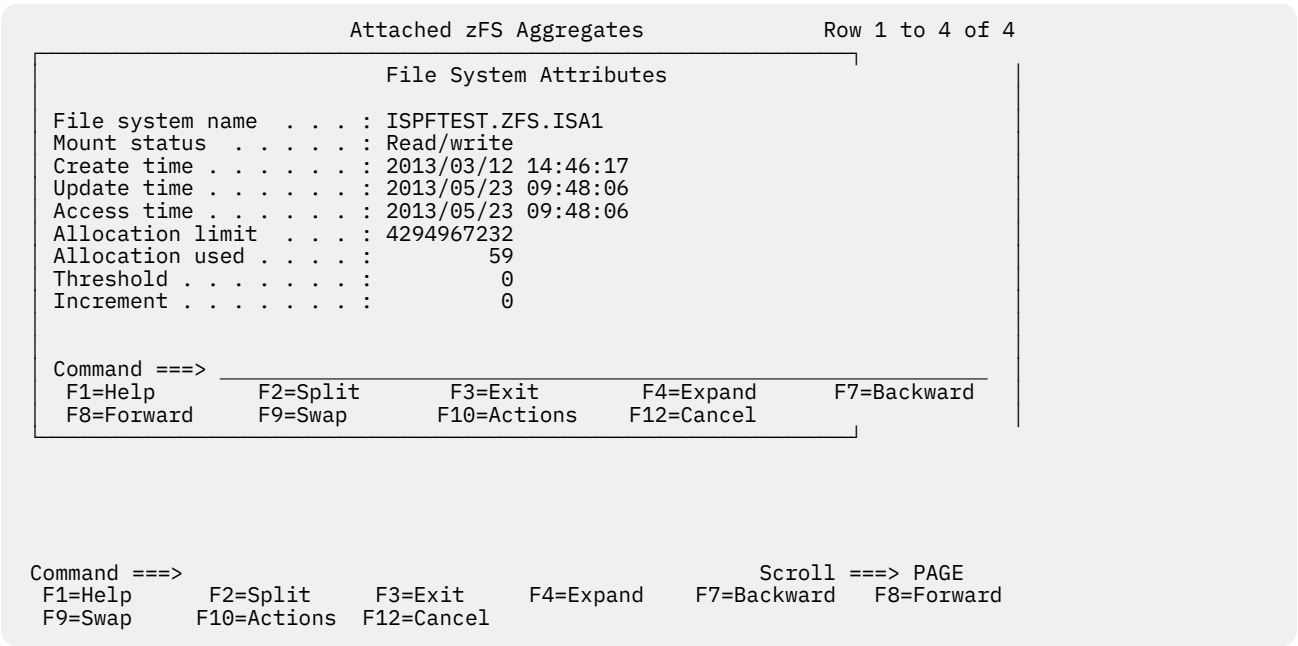 Attached zFS Aggregates Row 1 to 4 of 4
File System Attributes
File system name . . . : ISPFTEST.ZFS.ISA1
Mount status . . . . . : Read/write
Create time . . . . . . : 2013/03/12 14:46:17
Update time . . . . . . : 2013/05/23 09:48:06
Access time . . . . . . : 2013/05/23 09:48:06
Allocation limit . . . : 4294967232
Allocation used . . . . : 59
Threshold . . . . . . . : 0
Increment . . . . . . . : 0
Command ===>
F1=Help F2=Split F3=Exit F4=Expand F7=Backward
F8=Forward F9=Swap F10=Actions F12=Cancel
Command ===> Scroll ===> PAGE
F1=Help F2=Split F3=Exit F4=Expand F7=Backward F8=Forward
F9=Swap F10=Actions F12=Cancel